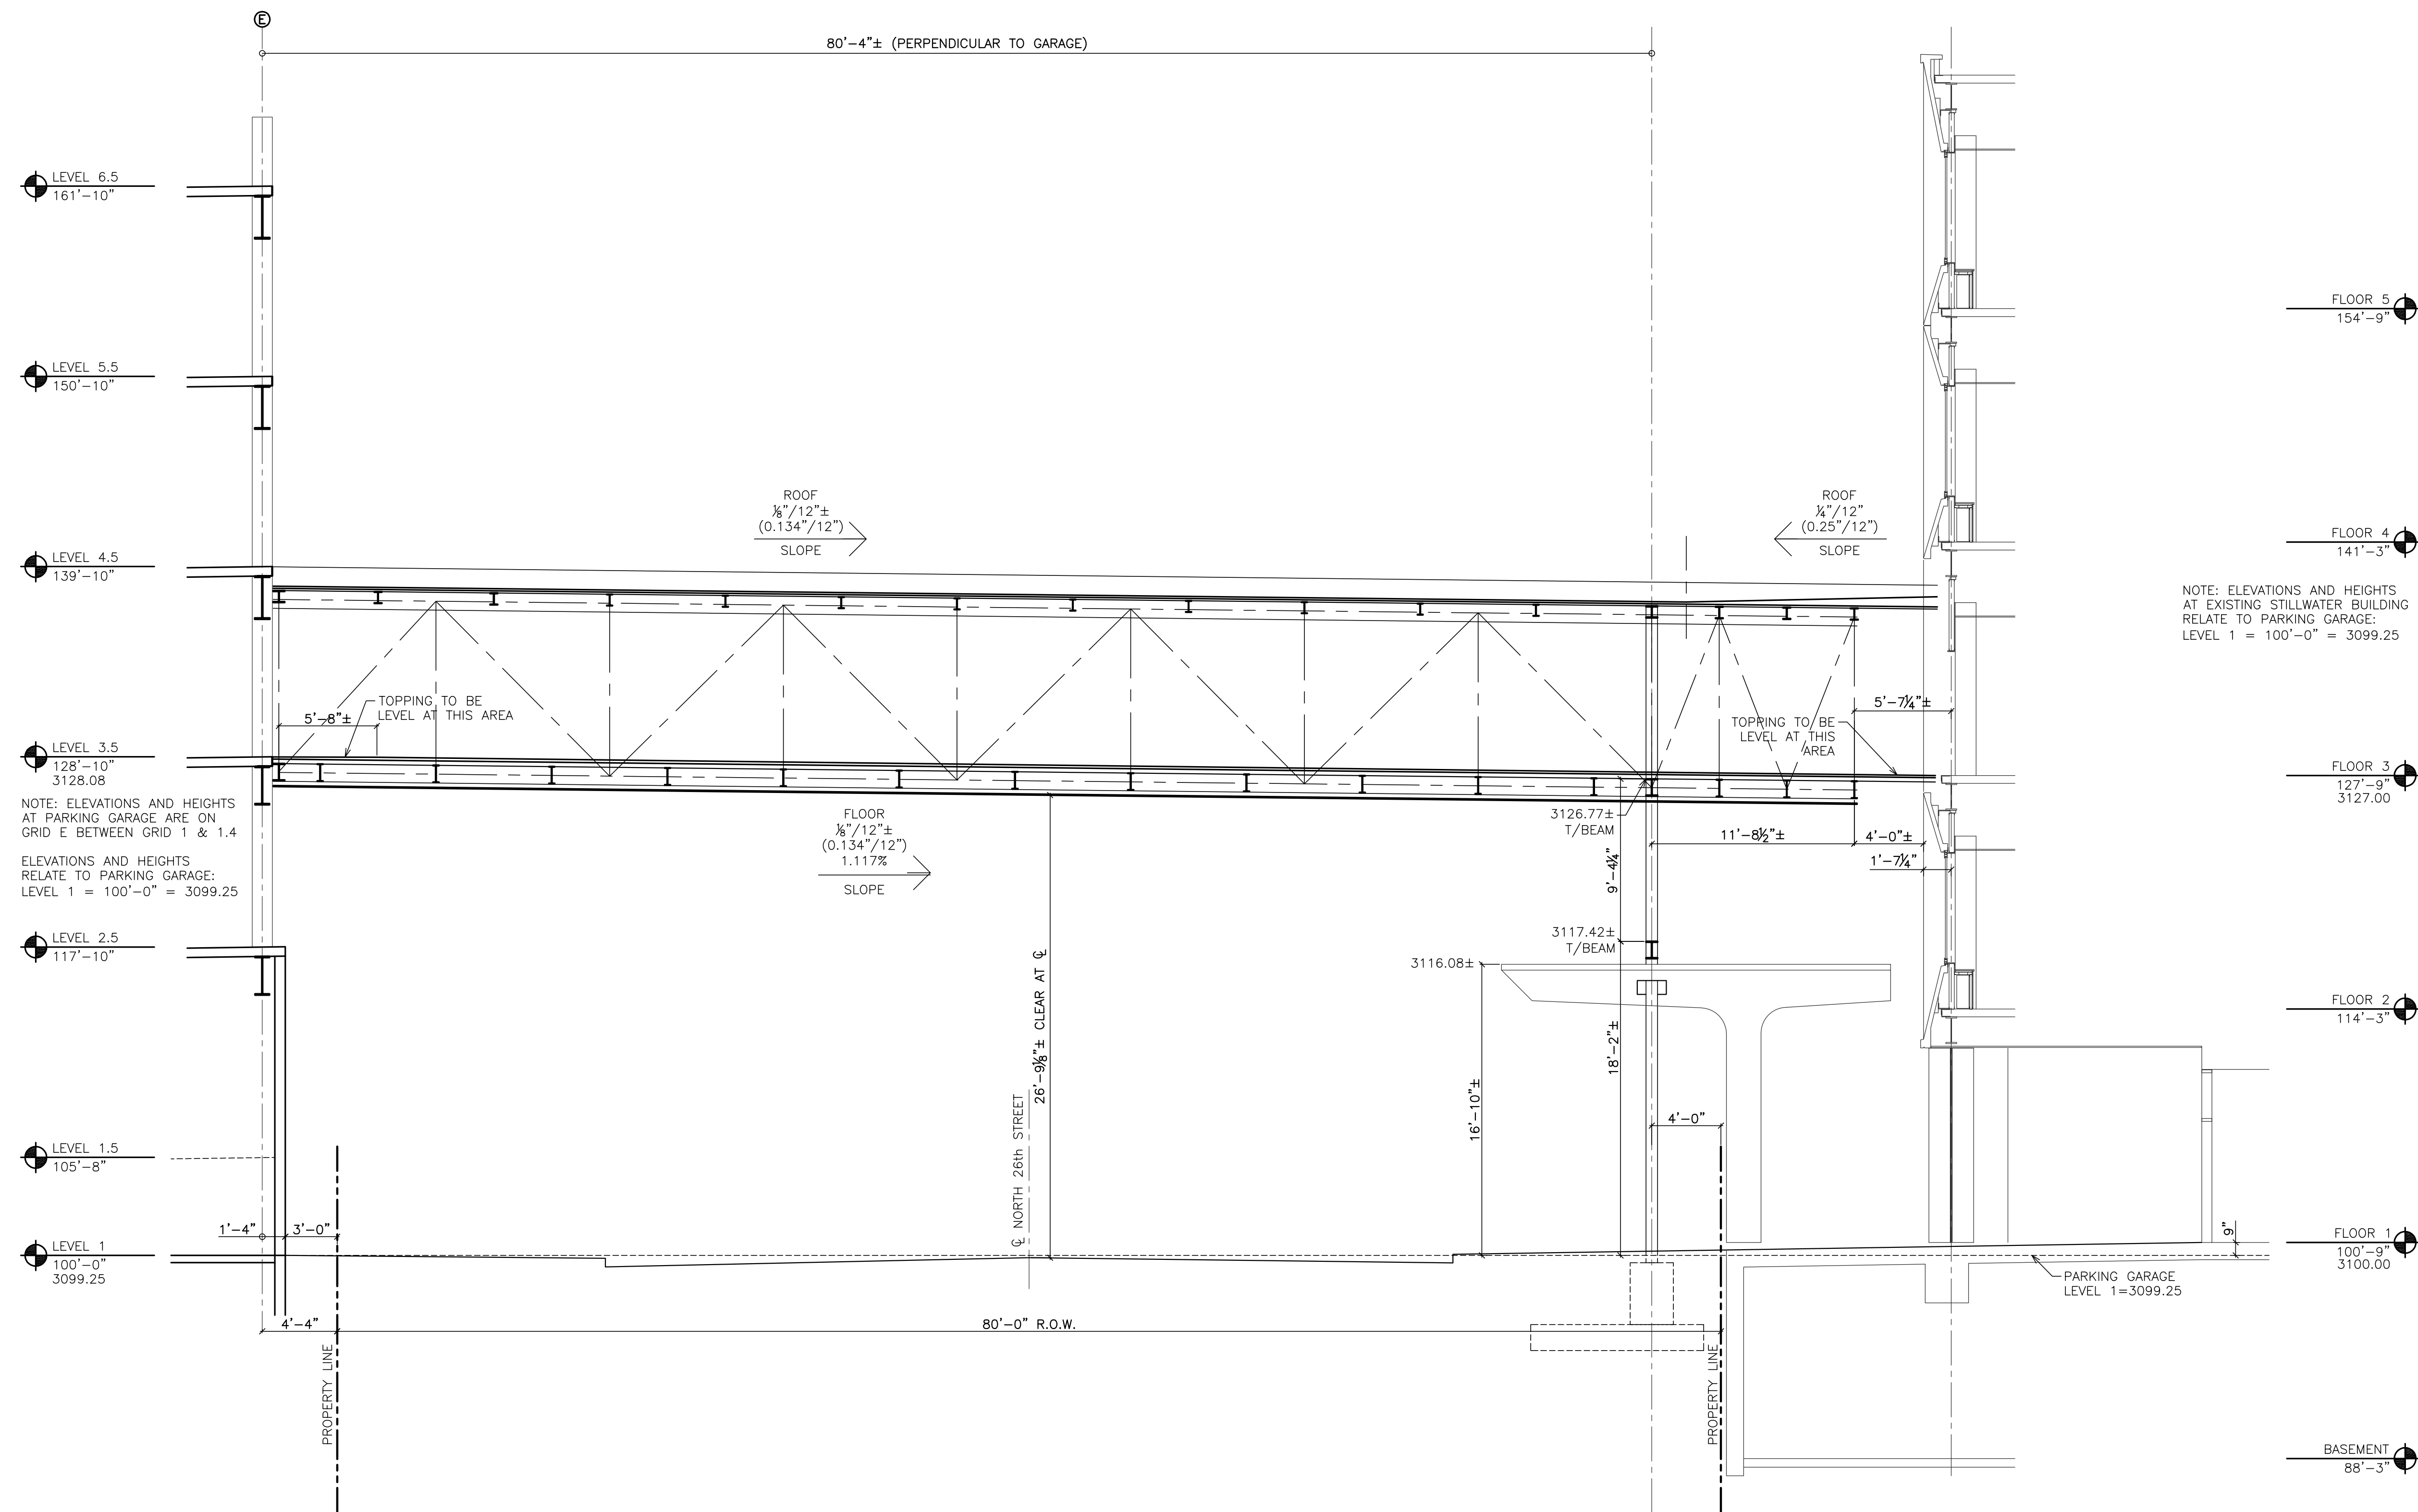 E
80'-4"± (PERPENDICULAR TO GARAGE)
LEVEL 6.5
161'-10"
LEVEL 5.5
150'-10"
LEVEL 4.5
139'-10"
LEVEL 3.5
128'-10"
3128.08
NOTE: ELEVATIONS AND HEIGHTS
AT PARKING GARAGE ARE ON
GRID E BETWEEN GRID 1 & 1.4
ELEVATIONS AND HEIGHTS
RELATE TO PARKING GARAGE:
LEVEL 1 = 100'-0" = 3099.25
LEVEL 2.5
117'-10"
LEVEL 1.5
105'-8"
LEVEL 1
100'-0"
3099.25
ROOF
⅛"/12"±
(0.134"/12")
SLOPE
ROOF
¼"/12"
(0.25"/12")
SLOPE
5'-8"±
TOPPING TO BE
LEVEL AT THIS AREA
TOPPING TO BE
LEVEL AT THIS
AREA
5'-7¼"±
FLOOR
⅛"/12"±
(0.134"/12")
1.117%
SLOPE
3126.77±
T/BEAM
11'-8½"±
4'-0"±
1'-7¼"
9'-4¼"
3117.42±
T/BEAM
3116.08±
26'-9⅛"± CLEAR AT ℄
℄ NORTH 26th STREET
16'-10"±
18'-2"±
4'-0"
1'-4"
3'-0"
4'-4"
80'-0" R.O.W.
PROPERTY LINE
PROPERTY LINE
9"
PARKING GARAGE
LEVEL 1=3099.25
FLOOR 5
154'-9"
FLOOR 4
141'-3"
NOTE: ELEVATIONS AND HEIGHTS
AT EXISTING STILLWATER BUILDING
RELATE TO PARKING GARAGE:
LEVEL 1 = 100'-0" = 3099.25
FLOOR 3
127'-9"
3127.00
FLOOR 2
114'-3"
FLOOR 1
100'-9"
3100.00
BASEMENT
88'-3"